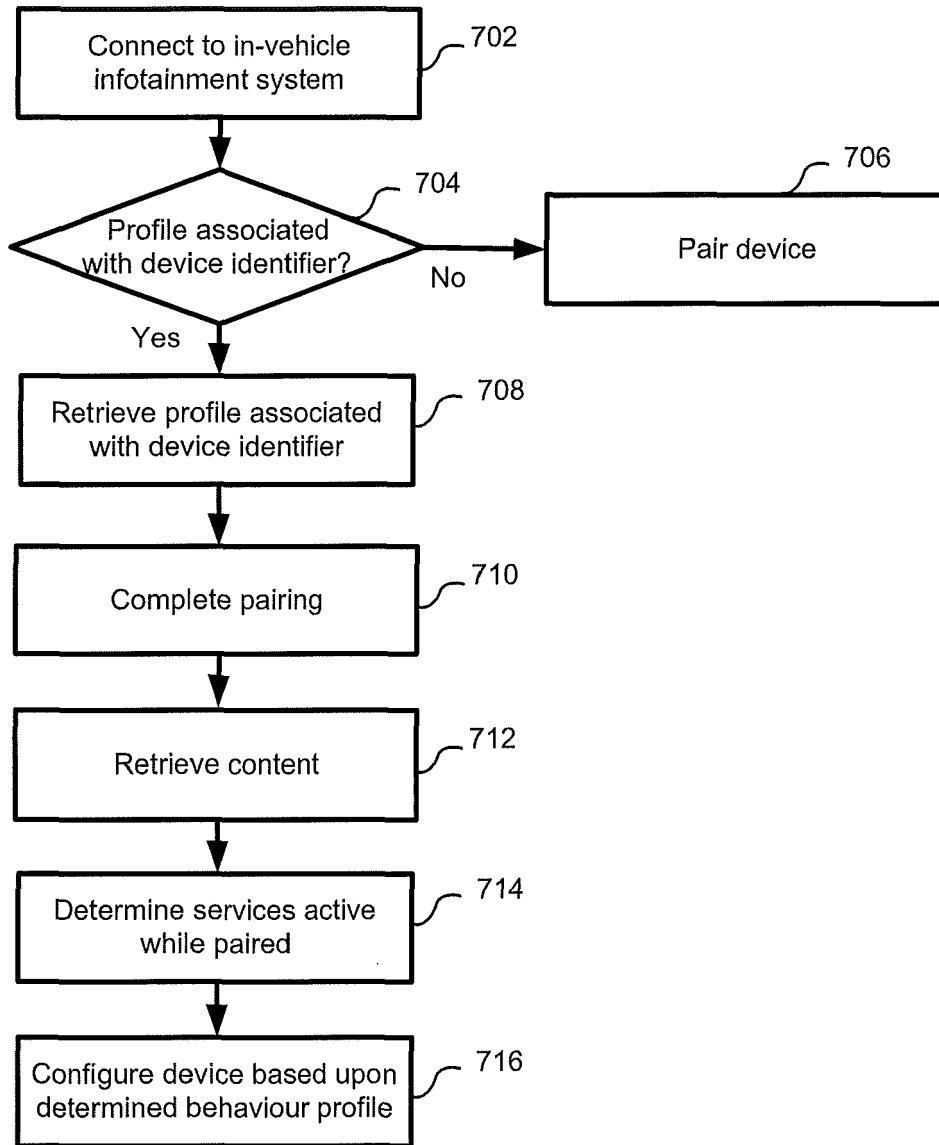 Connect to in-vehicle
infotainment system
702
704
Profile associated
with device identifier?
No
706
Pair device
Yes
708
Retrieve profile associated
with device identifier
710
Complete pairing
712
Retrieve content
714
Determine services active
while paired
716
Configure device based upon
determined behaviour profile